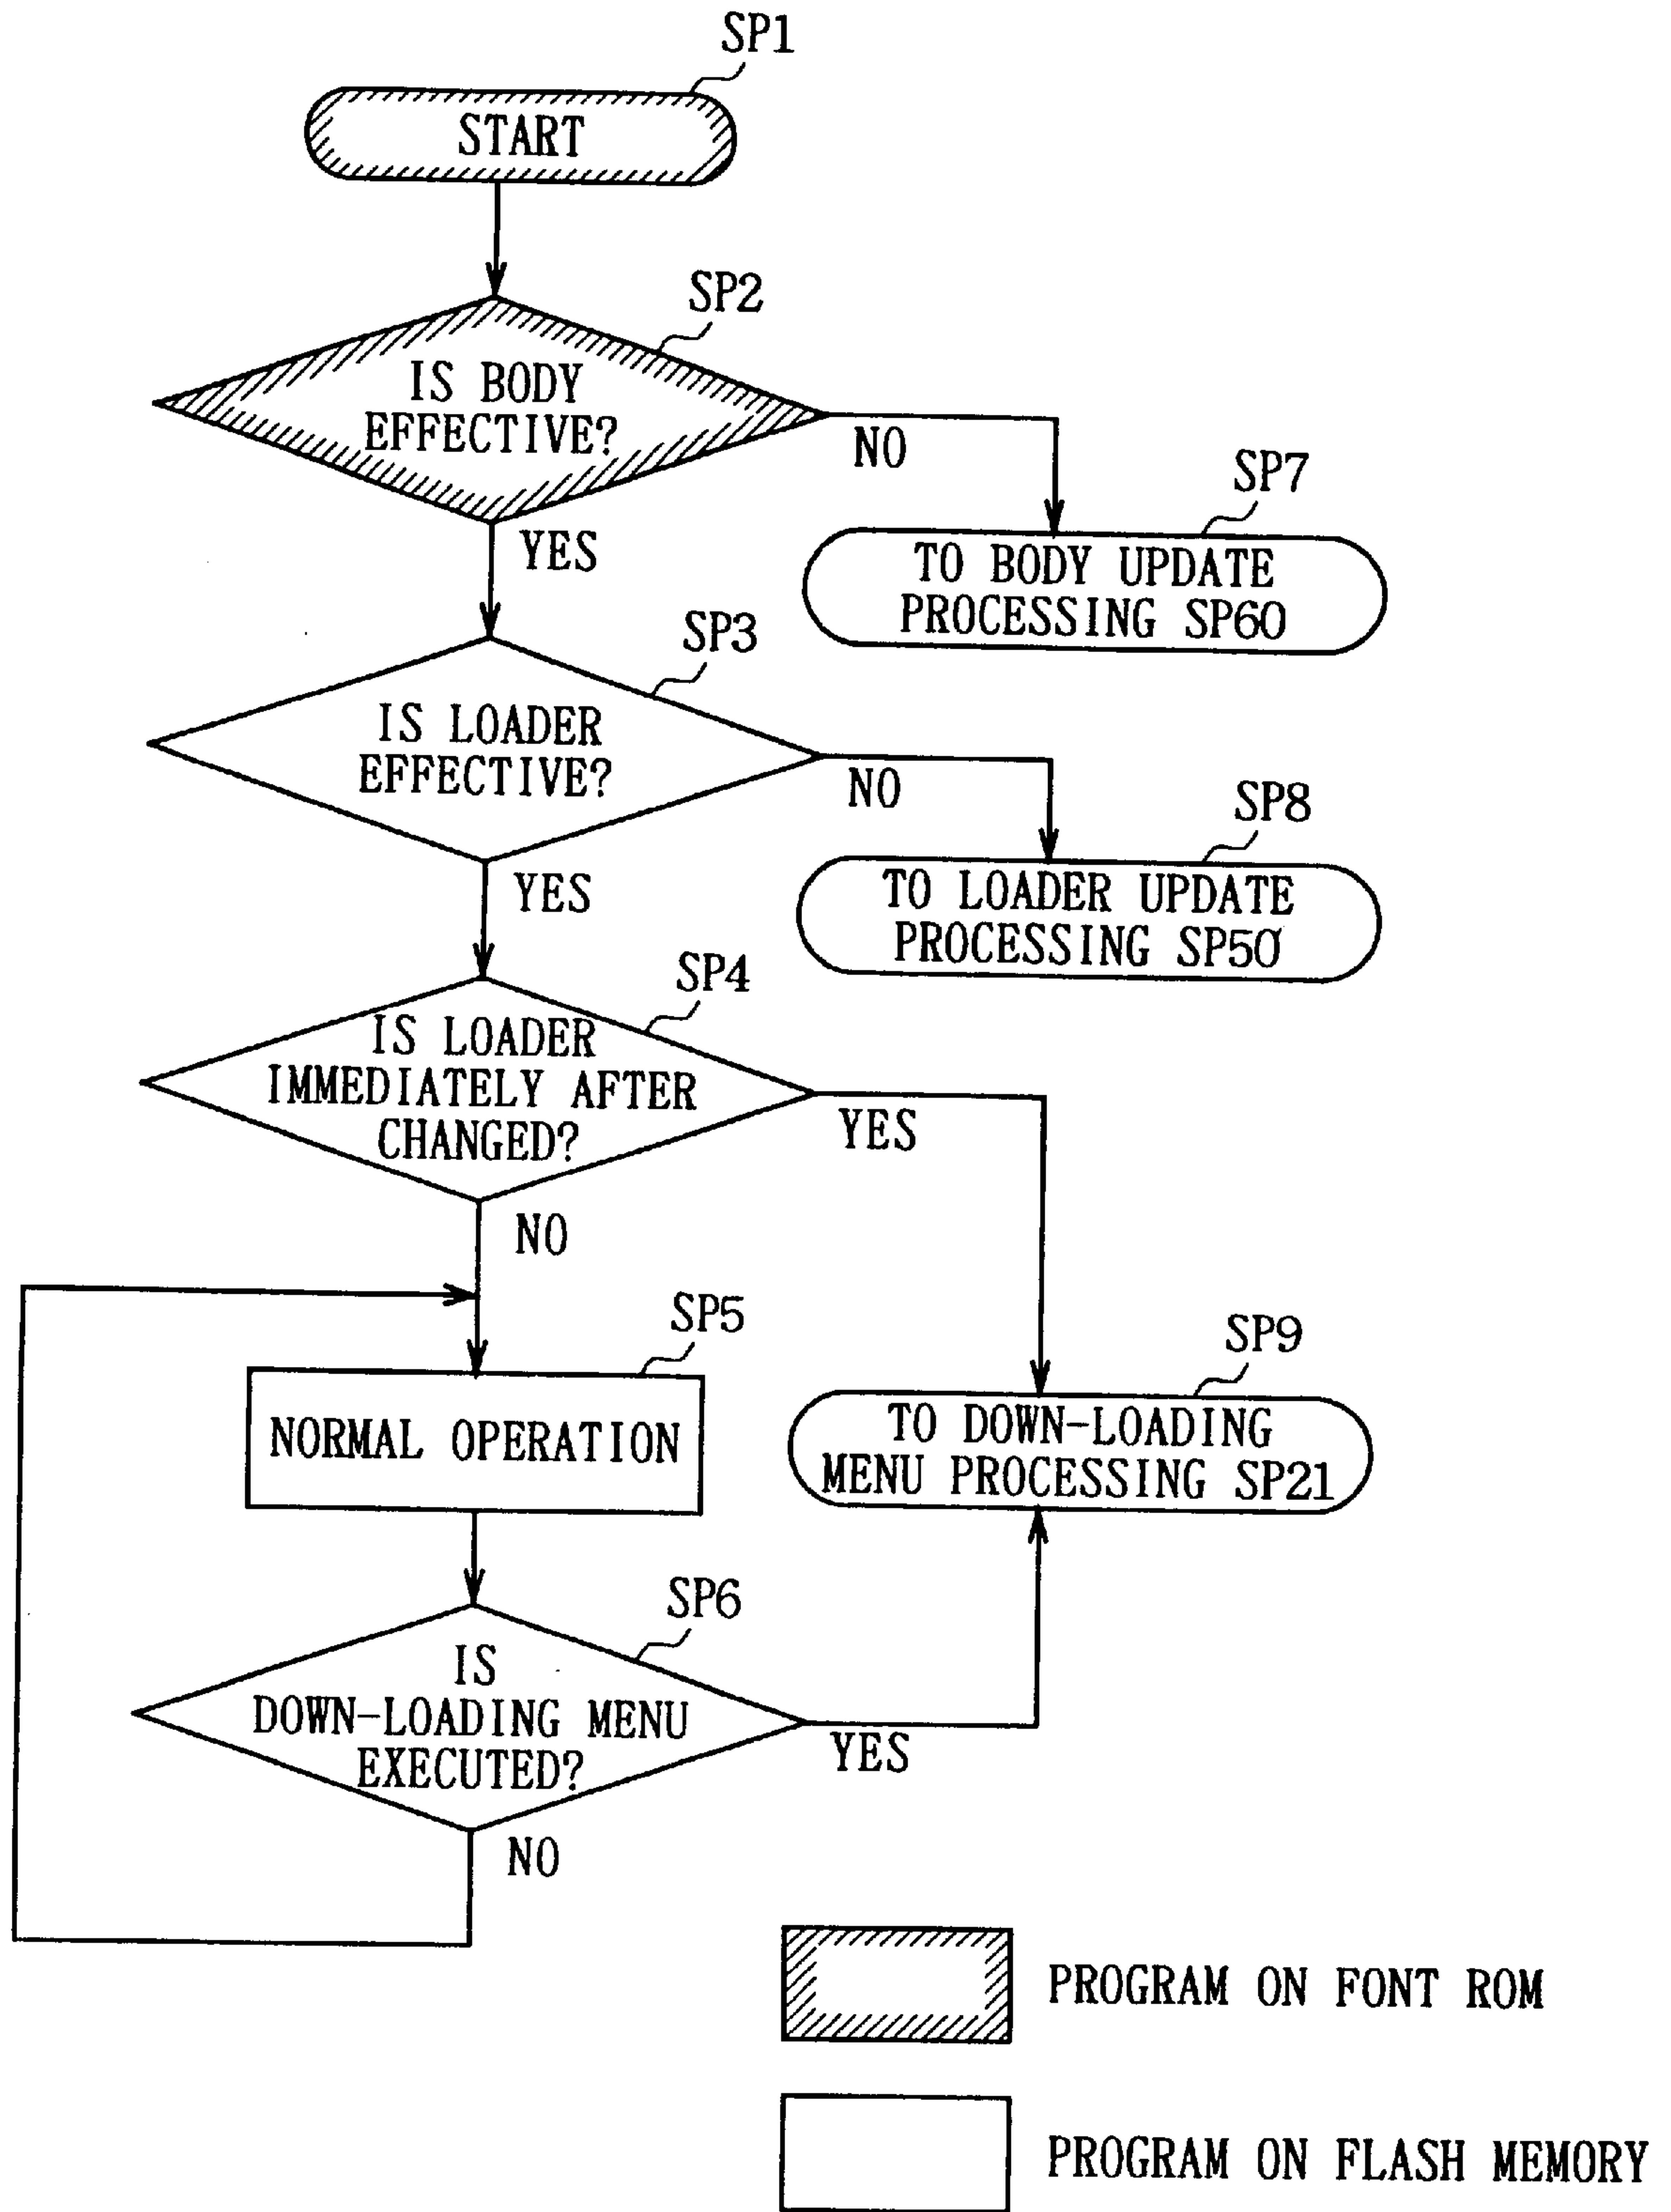 SP1
START
SP2
IS BODY
EFFECTIVE?
NO
YES
SP7
TO BODY UPDATE
PROCESSING SP60
SP3
IS LOADER
EFFECTIVE?
NO
YES
SP8
TO LOADER UPDATE
PROCESSING SP50
SP4
IS LOADER
IMMEDIATELY AFTER
CHANGED?
YES
NO
SP5
NORMAL OPERATION
SP9
TO DOWN-LOADING
MENU PROCESSING SP21
SP6
IS
DOWN-LOADING MENU
EXECUTED?
YES
NO
PROGRAM ON FONT ROM
PROGRAM ON FLASH MEMORY